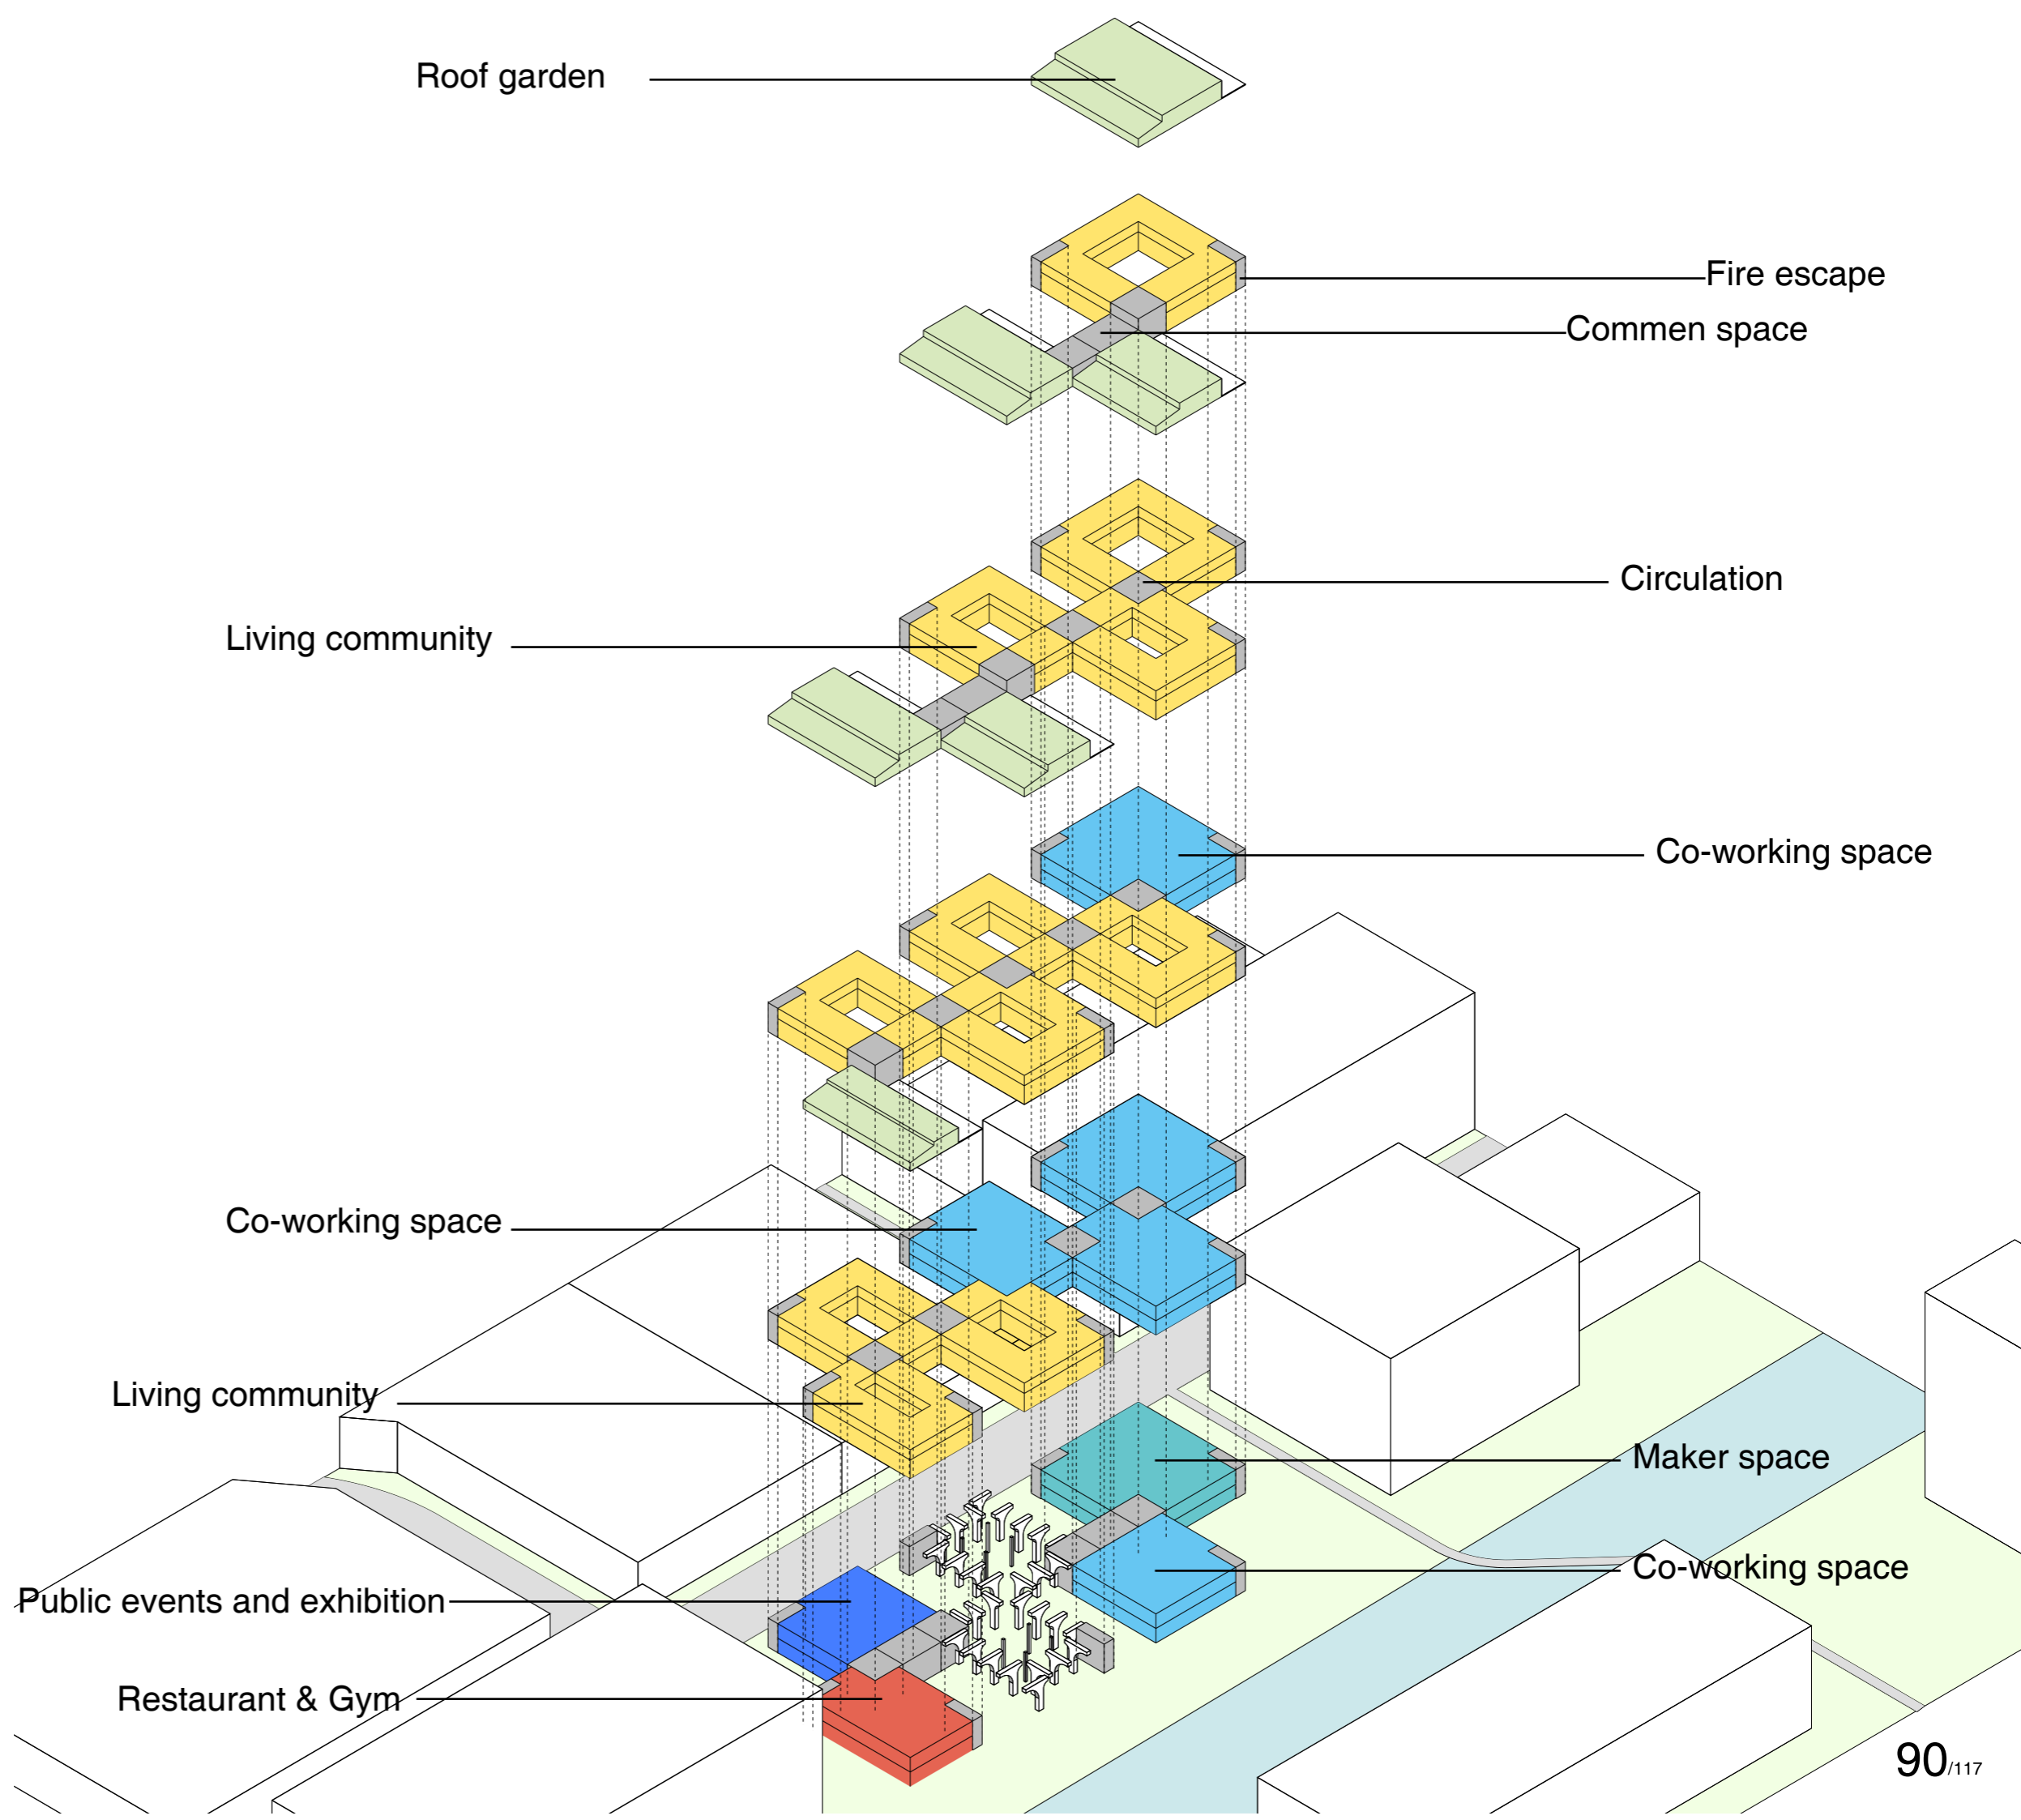 Roof garden
Fire escape
Commen space
Circulation
Living community
Co-working space
Co-working space
Living community
Maker space
Co-working space
Public events and exhibition
Restaurant & Gym
90/117